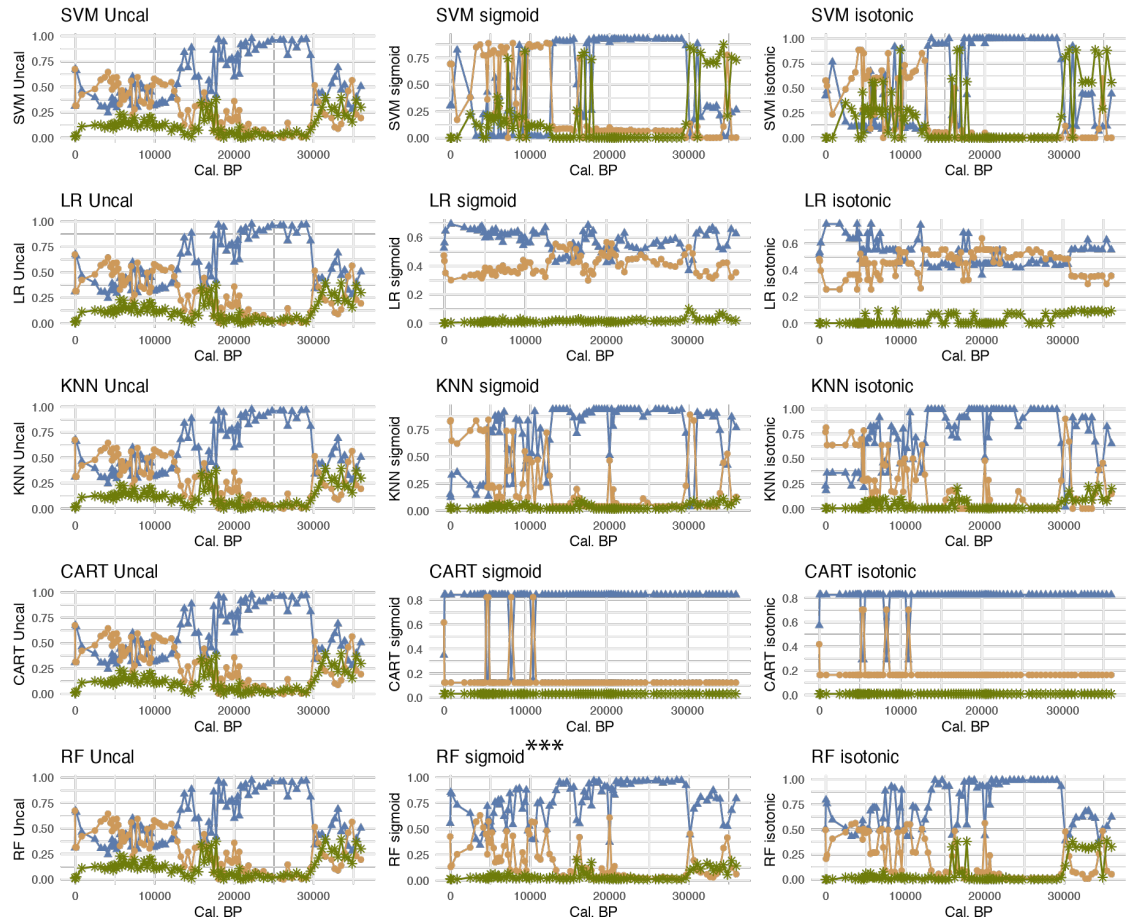 SVM Uncal
SVM sigmoid
SVM isotonic
SVM Uncal
1.00
0.75
0.50
0.25
0.00
0
10000
20000
30000
Cal. BP
SVM sigmoid
0.75
0.50
0.25
0.00
0
10000
20000
30000
Cal. BP
SVM isotonic
1.00
0.75
0.50
0.25
0.00
0
10000
20000
30000
Cal. BP
LR Uncal
LR sigmoid
LR isotonic
LR Uncal
1.00
0.75
0.50
0.25
0.00
0
10000
20000
30000
Cal. BP
LR sigmoid
0.6
0.4
0.2
0.0
0
10000
20000
30000
Cal. BP
LR isotonic
0.6
0.4
0.2
0.0
0
10000
20000
30000
Cal. BP
KNN Uncal
KNN sigmoid
KNN isotonic
KNN Uncal
1.00
0.75
0.50
0.25
0.00
0
10000
20000
30000
Cal. BP
KNN sigmoid
0.75
0.50
0.25
0.00
0
10000
20000
30000
Cal. BP
KNN isotonic
1.00
0.75
0.50
0.25
0.00
0
10000
20000
30000
Cal. BP
CART Uncal
CART sigmoid
CART isotonic
CART Uncal
1.00
0.75
0.50
0.25
0.00
0
10000
20000
30000
Cal. BP
CART sigmoid
0.8
0.6
0.4
0.2
0.0
0
10000
20000
30000
Cal. BP
CART isotonic
0.8
0.6
0.4
0.2
0.0
0
10000
20000
30000
Cal. BP
RF Uncal
RF sigmoid***
RF isotonic
RF Uncal
1.00
0.75
0.50
0.25
0.00
0
10000
20000
30000
Cal. BP
RF sigmoid
1.00
0.75
0.50
0.25
0.00
0
10000
20000
30000
Cal. BP
RF isotonic
1.00
0.75
0.50
0.25
0.00
0
10000
20000
30000
Cal. BP